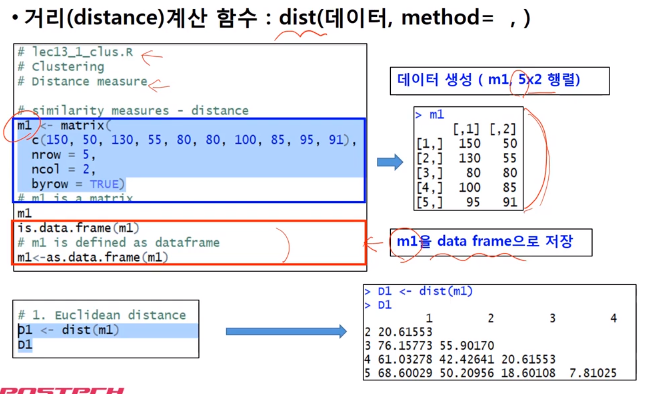 • 거리(distance)계산 함수 : dist(데이터, method= , )
# lec13_1_clus.R
# Clustering
# Distance measure
# similarity measures - distance
m1 <- matrix(
c(150, 50, 130, 55, 80, 80, 100, 85, 95, 91),
nrow = 5,
ncol = 2,
byrow = TRUE)
# m1 is a matrix
m1
is.data.frame(m1)
# m1 is defined as dataframe
m1<-as.data.frame(m1)
데이터 생성 ( m1, 5x2 행렬)
> m1
[,1] [,2]
[1,] 150 50
[2,] 130 55
[3,] 80 80
[4,] 100 85
[5,] 95 91
m1을 data frame으로 저장
# 1. Euclidean distance
D1 <- dist(m1)
D1
> D1 <- dist(m1)
> D1
1 2 3 4
2 20.61553
3 76.15773 55.90170
4 61.03278 42.42641 20.61553
5 68.60029 50.20956 18.60108 7.81025
POSTECH